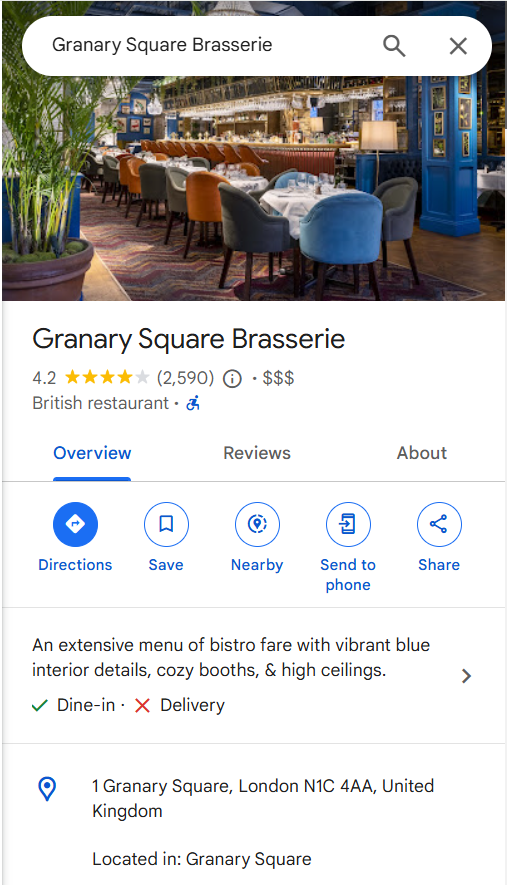 Granary Square Brasserie
Granary Square Brasserie
4.2 (2,590) · $$$
British restaurant ·
Overview Reviews About
Directions Save Nearby Send to phone Share
An extensive menu of bistro fare with vibrant blue
interior details, cozy booths, & high ceilings.
Dine-in · Delivery
1 Granary Square, London N1C 4AA, United
Kingdom
Located in: Granary Square